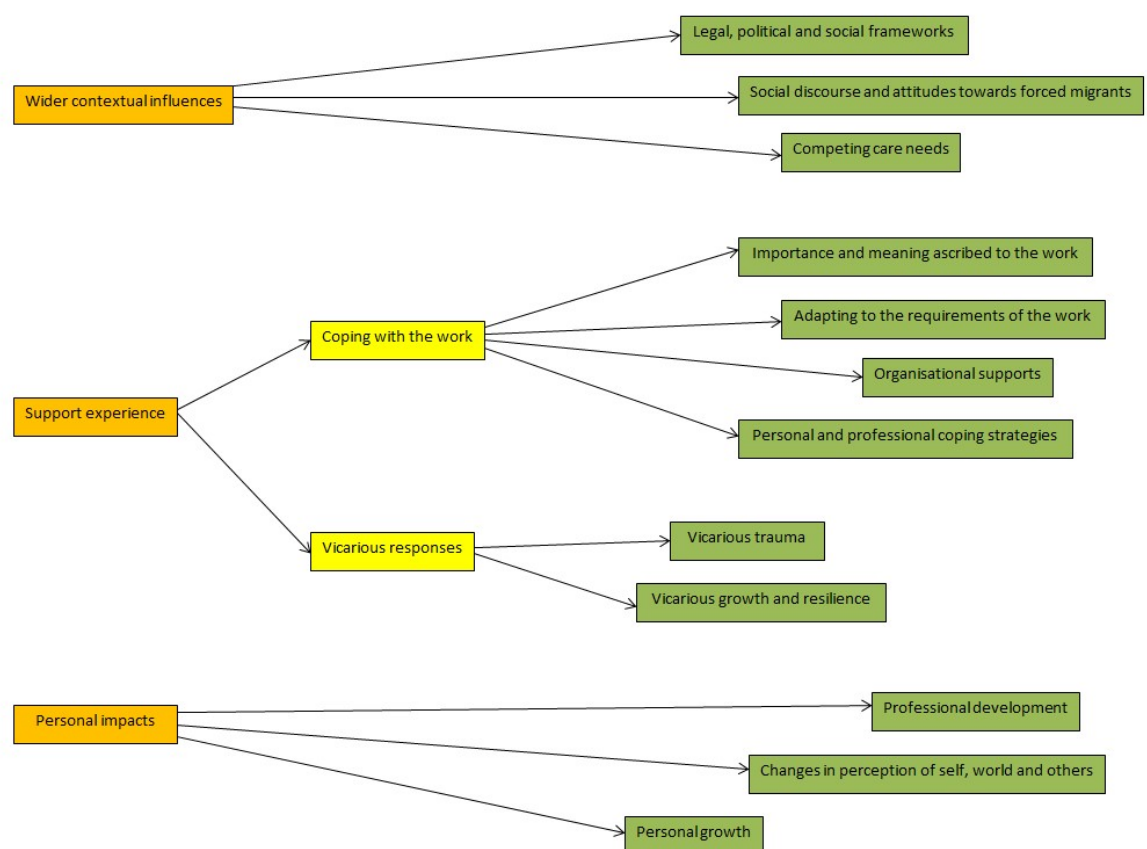 Legal, political and social frameworks
Wider contextual influences
Social discourse and attitudes towards forced migrants
Competing care needs
Importance and meaning ascribed to the work
Coping with the work
Adapting to the requirements of the work
Organisational supports
Support experience
Personal and professional coping strategies
Vicarious responses
Vicarious trauma
Vicarious growth and resilience
Personal impacts
Professional development
Changes in perception of self, world and others
Personal growth